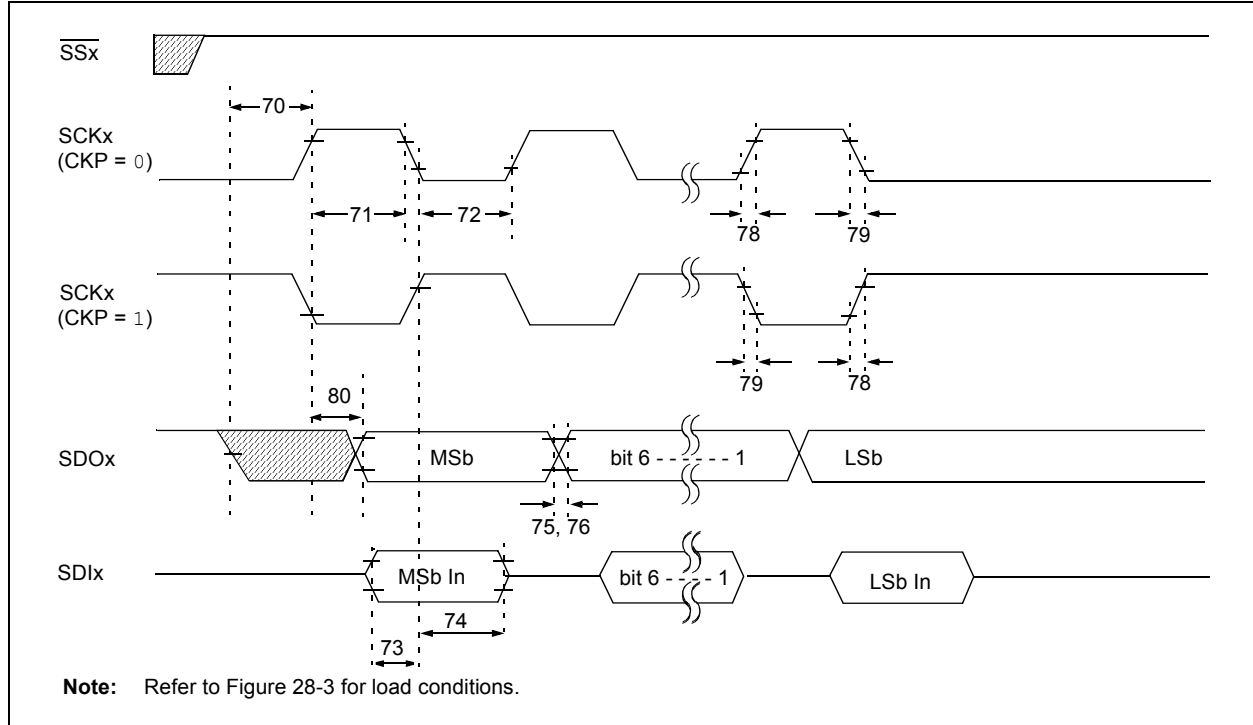 SSx
70
SCKx
(CKP = 0)
71
72
78
79
SCKx
(CKP = 1)
79
78
80
SDOx
MSb
bit 6 - - - - - - 1
LSb
75, 76
SDIx
MSb In
bit 6 - - - - 1
LSb In
74
73
Note: Refer to Figure 28-3 for load conditions.